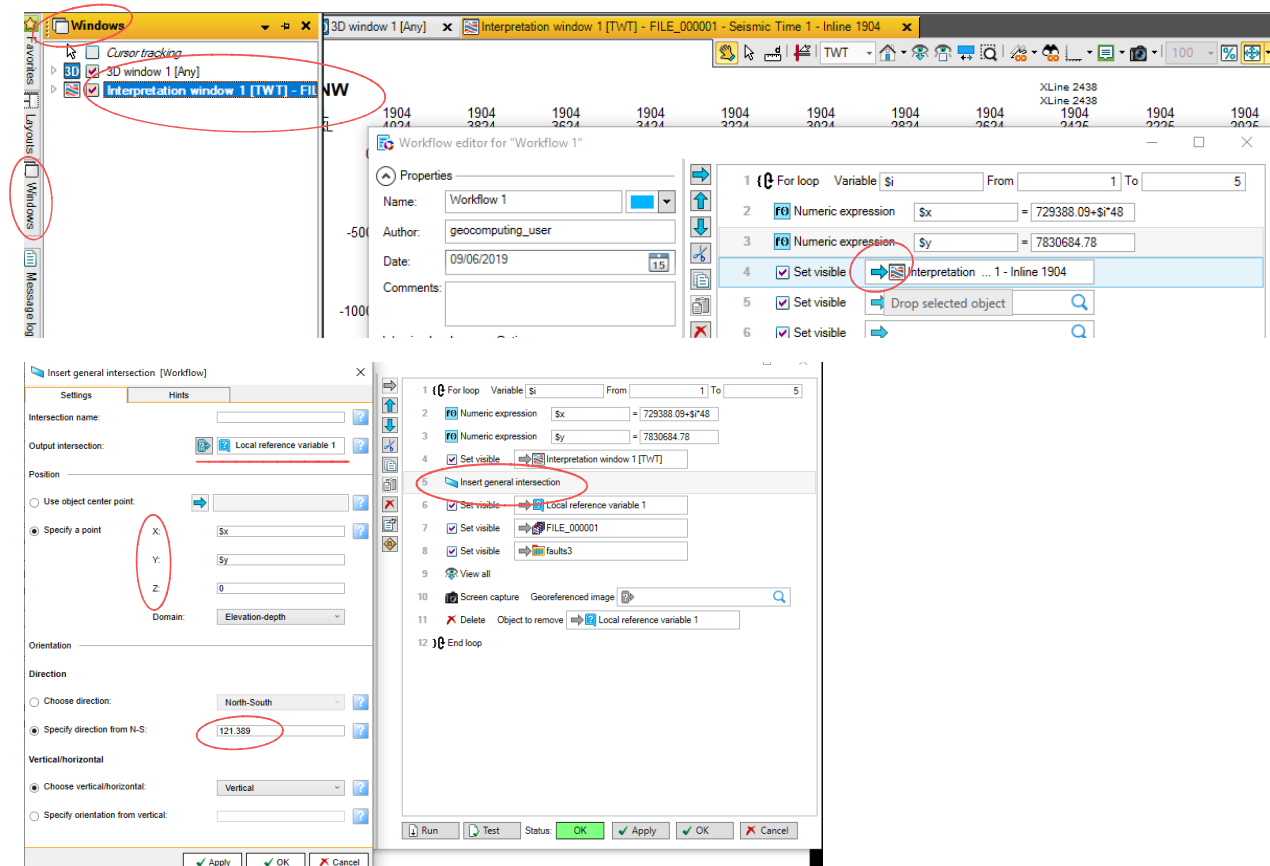 Windows
Cursor tracking
3D 3D window 1 [Any]
Interpretation window 1 [TWT] - FIL
Favorites
Layouts
Windows
Message log
3D window 1 [Any]
Interpretation window 1 [TWT] - FILE_000001 - Seismic Time 1 - Inline 1904
TWT
100
%
NW
XLine 2438
XLine 2438
1904 1904 1904 1904 1904 1904 1904 1904 1904 1904 1904
XL 4024 3824 3624 3424 3224 3024 2824 2624 2425 2225 2025
-500
-1000
Workflow editor for "Workflow 1"
Properties
Name: Workflow 1
Author: geocomputing_user
Date: 09/06/2019 15
Comments:
1 For loop Variable $i From 1 To 5
2 f() Numeric expression $x = 729388.09+$i*48
3 f() Numeric expression $y = 7830684.78
4 Set visible Interpretation ... 1 - Inline 1904
5 Set visible Drop selected object
6 Set visible
Insert general intersection [Workflow]
Settings Hints
Intersection name:
Output intersection: Local reference variable 1
Position
Use object center point:
Specify a point X: $x
Y: $y
Z: 0
Domain: Elevation-depth
Orientation
Direction
Choose direction: North-South
Specify direction from N-S: 121.389
Vertical/horizontal
Choose vertical/horizontal: Vertical
Specify orientation from vertical:
Apply OK Cancel
1 For loop Variable $i From 1 To 5
2 f() Numeric expression $x = 729388.09+$i*48
3 f() Numeric expression $y = 7830684.78
4 Set visible Interpretation window 1 [TWT]
5 Insert general intersection
6 Set visible Local reference variable 1
7 Set visible FILE_000001
8 Set visible faults3
9 View all
10 Screen capture Georeferenced image
11 Delete Object to remove Local reference variable 1
12 End loop
Run Test Status: OK Apply OK Cancel